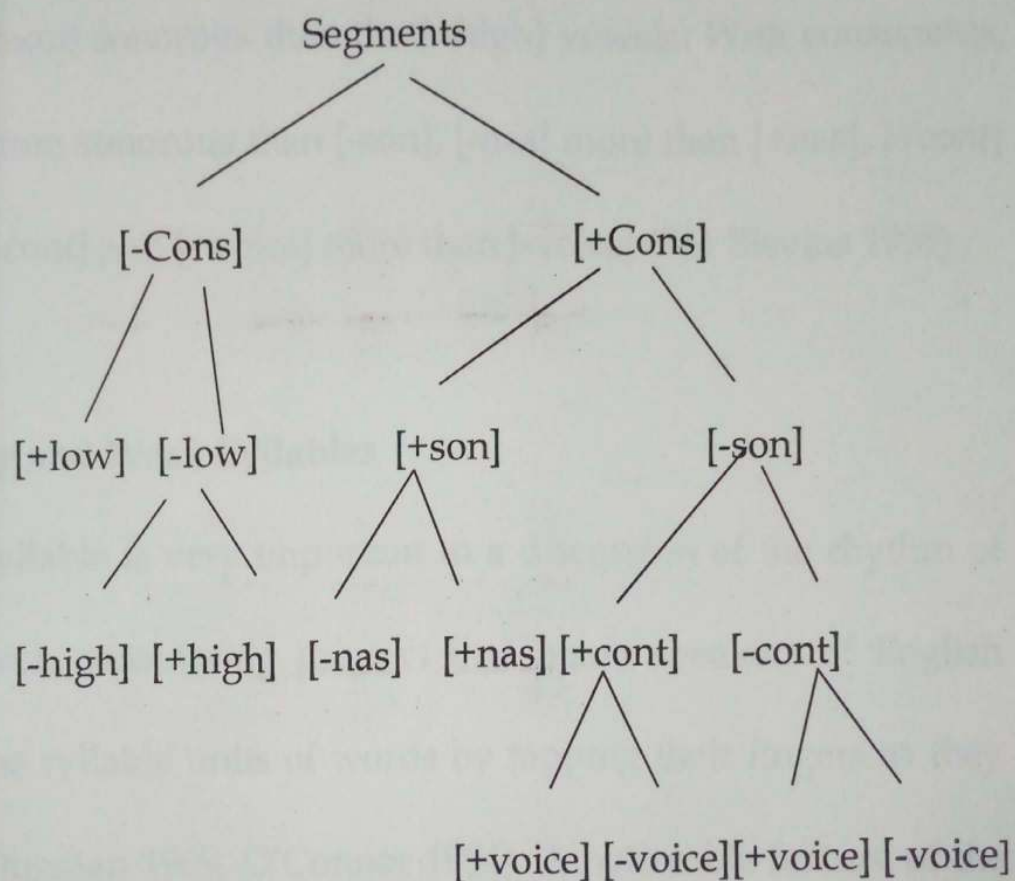 Segments
[-Cons] [+Cons]
[+low] [-low] [+son] [-son]
[-high] [+high] [-nas] [+nas] [+cont] [-cont]
[+voice] [-voice] [+voice] [-voice]